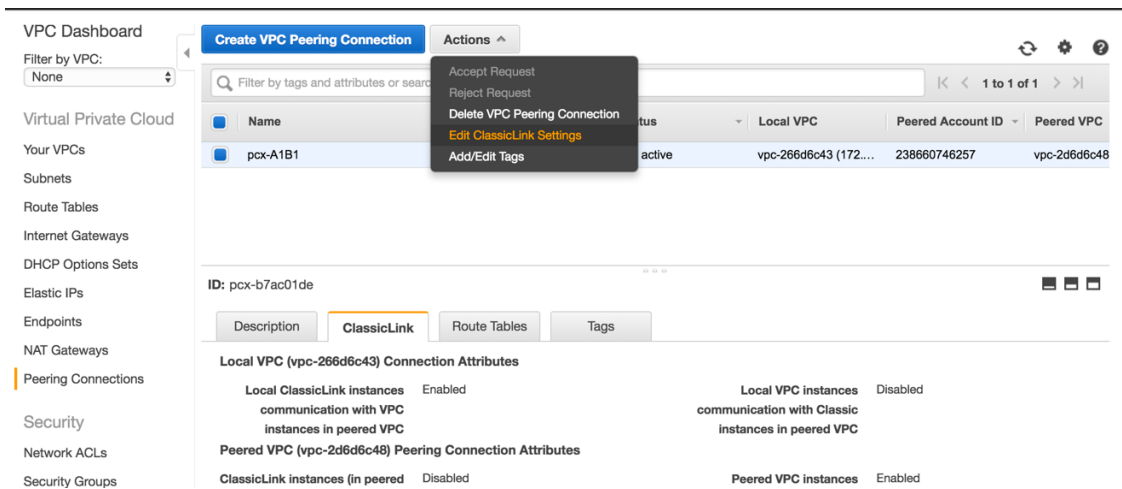 VPC Dashboard
Filter by VPC:
None
Virtual Private Cloud
Your VPCs
Subnets
Route Tables
Internet Gateways
DHCP Options Sets
Elastic IPs
Endpoints
NAT Gateways
Peering Connections
Security
Network ACLs
Security Groups
Create VPC Peering Connection Actions
Filter by tags and attributes or searc
1 to 1 of 1
Accept Request
Reject Request
Delete VPC Peering Connection
Edit ClassicLink Settings
Add/Edit Tags
Name tus Local VPC Peered Account ID Peered VPC
pcx-A1B1 active vpc-266d6c43 (172.... 238660746257 vpc-2d6d6c48
ID: pcx-b7ac01de
Description ClassicLink Route Tables Tags
Local VPC (vpc-266d6c43) Connection Attributes
Local ClassicLink instances Enabled Local VPC instances Disabled
communication with VPC communication with Classic
instances in peered VPC instances in peered VPC
Peered VPC (vpc-2d6d6c48) Peering Connection Attributes
ClassicLink instances (in peered Disabled Peered VPC instances Enabled